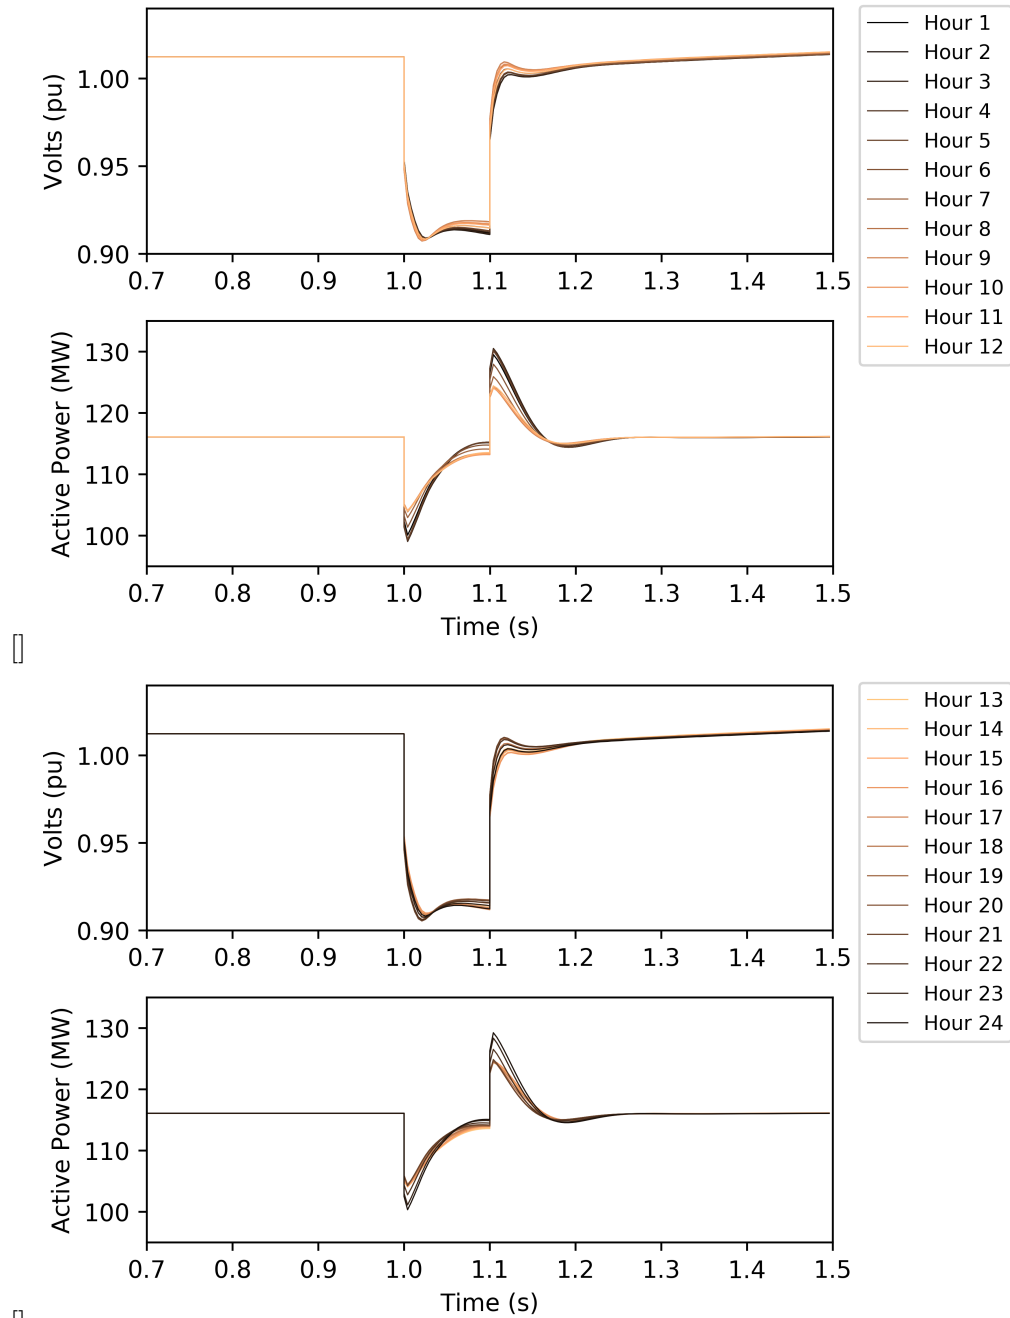 Volts (pu)
1.00
0.95
0.90
0.7 0.8 0.9 1.0 1.1 1.2 1.3 1.4 1.5
Hour 1
Hour 2
Hour 3
Hour 4
Hour 5
Hour 6
Hour 7
Hour 8
Hour 9
Hour 10
Hour 11
Hour 12
Active Power (MW)
130
120
110
100
0.7 0.8 0.9 1.0 1.1 1.2 1.3 1.4 1.5
Time (s)
[]
Volts (pu)
1.00
0.95
0.90
0.7 0.8 0.9 1.0 1.1 1.2 1.3 1.4 1.5
Hour 13
Hour 14
Hour 15
Hour 16
Hour 17
Hour 18
Hour 19
Hour 20
Hour 21
Hour 22
Hour 23
Hour 24
Active Power (MW)
130
120
110
100
0.7 0.8 0.9 1.0 1.1 1.2 1.3 1.4 1.5
Time (s)